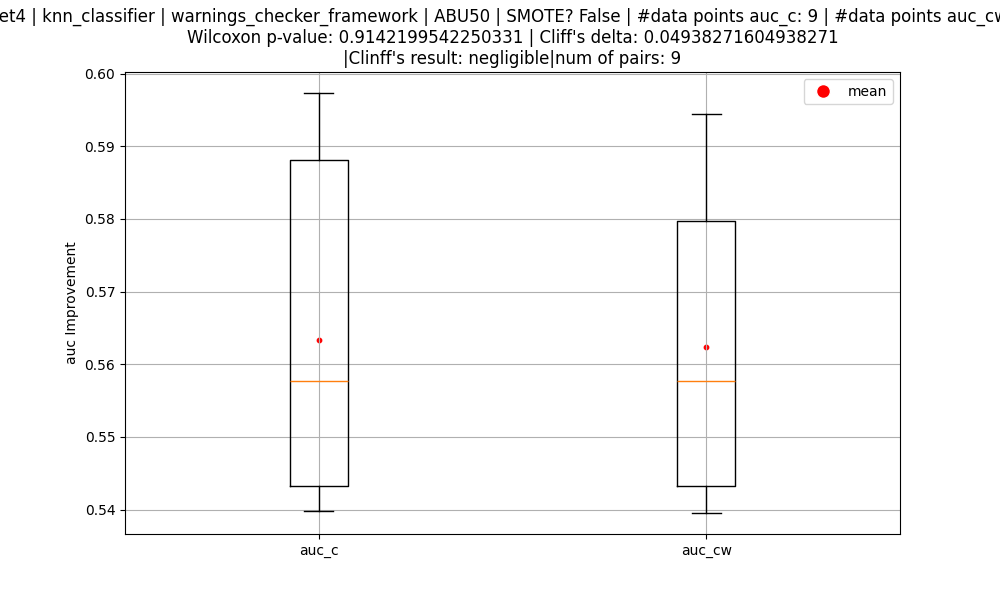 et4 | knn_classifier | warnings_checker_framework | ABU50 | SMOTE? False | #data points auc_c: 9 | #data points auc_cw
Wilcoxon p-value: 0.9142199542250331 | Cliff's delta: 0.04938271604938271
|Clinff's result: negligible|num of pairs: 9
mean
0.60
0.59
0.58
0.57
0.56
0.55
0.54
auc Improvement
auc_c
auc_cw